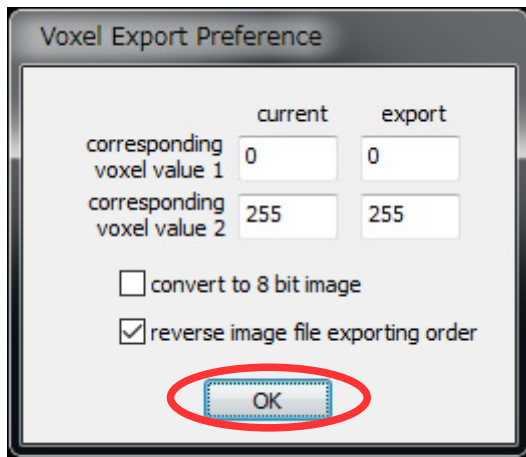 Voxel Export Preference
current export
corresponding
voxel value 1 0 0
corresponding
voxel value 2 255 255
convert to 8 bit image
reverse image file exporting order
OK